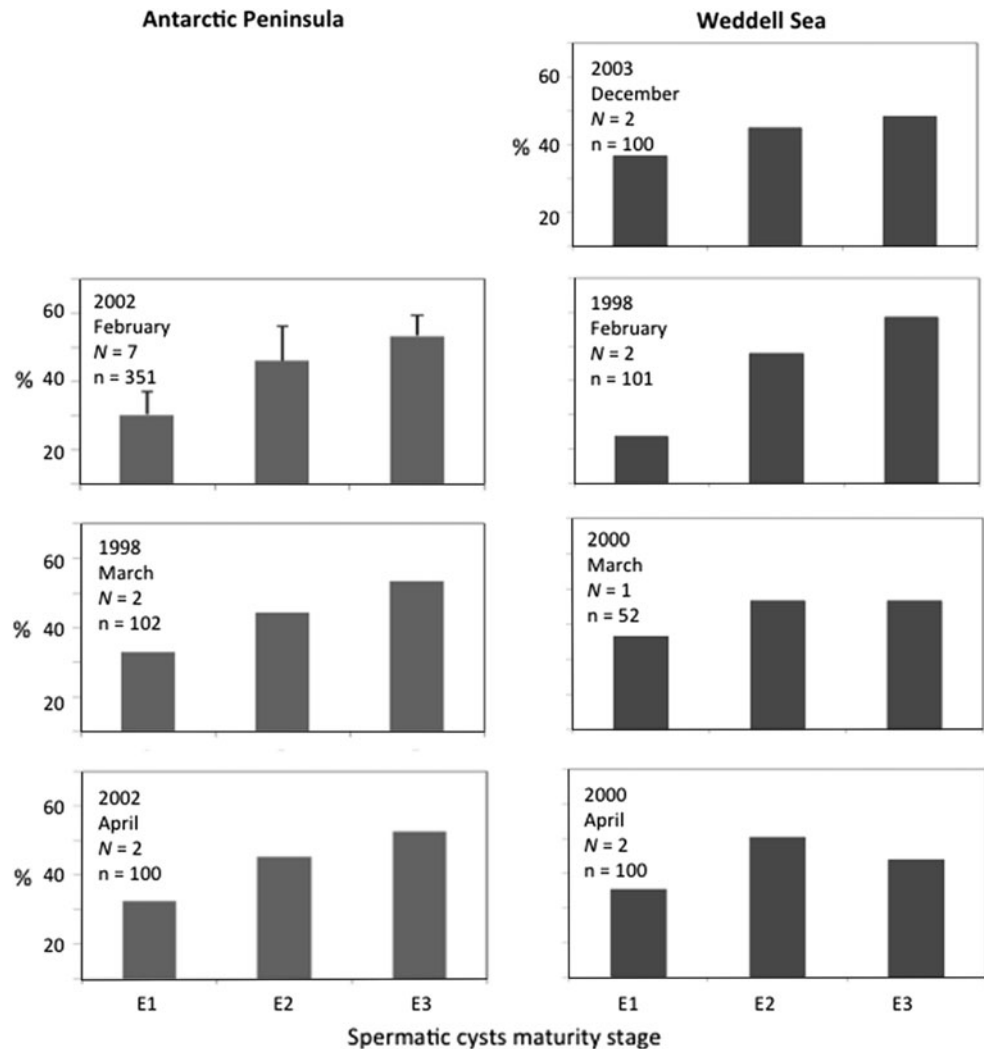 Antarctic Peninsula
Weddell Sea
2003
December
N = 2
n = 100
%
60
40
20
2002
February
N = 7
n = 351
%
60
40
20
1998
February
N = 2
n = 101
1998
March
N = 2
n = 102
%
60
40
20
2000
March
N = 1
n = 52
2002
April
N = 2
n = 100
%
60
40
20
2000
April
N = 2
n = 100
E1 E2 E3
E1 E2 E3
Spermatic cysts maturity stage